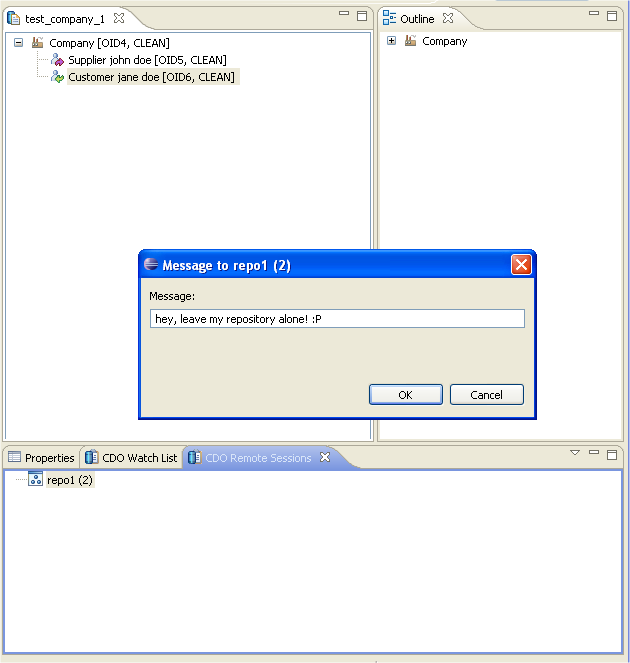 test_company_1
Outline
Company [OID4, CLEAN]
Supplier john doe [OID5, CLEAN]
Customer jane doe [OID6, CLEAN]
Company
Message to repo1 (2)
Message:
hey, leave my repository alone! :P
OK Cancel
Properties CDO Watch List CDO Remote Sessions
repo1 (2)